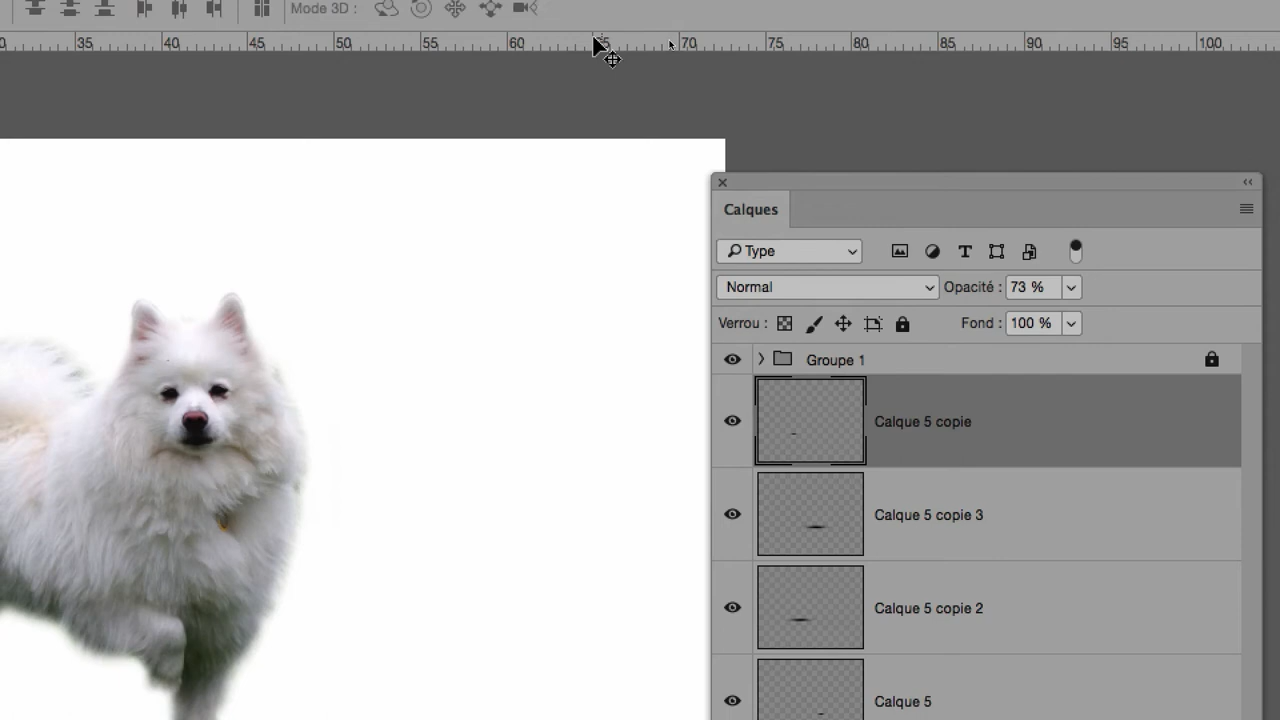 Mode 3D :
0 35 40 45 50 55 60 70 75 80 85 90 95 100
Calques
Type
Normal Opacité : 73 %
Verrou : Fond : 100 %
Groupe 1
Calque 5 copie
Calque 5 copie 3
Calque 5 copie 2
Calque 5